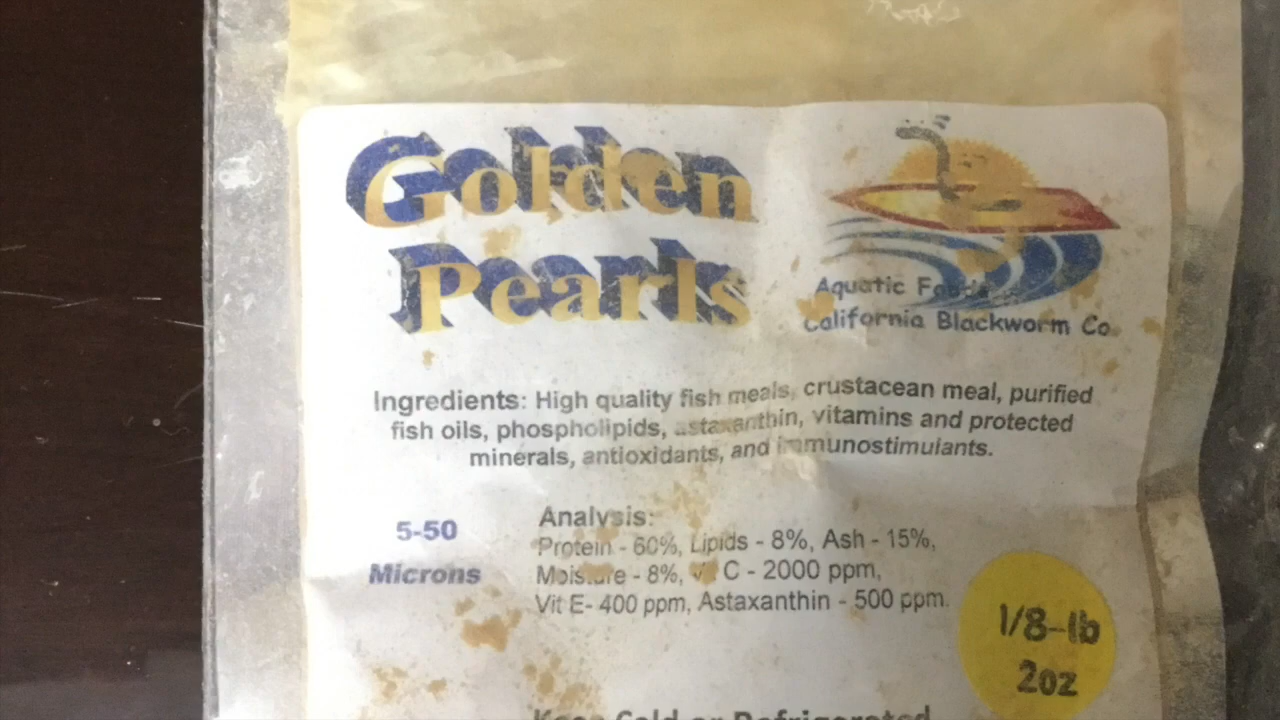 Golden
Pearls
Aquatic Foods
California Blackworm Co.
Ingredients: High quality fish meals, crustacean meal, purified
fish oils, phospholipids, astaxanthin, vitamins and protected
minerals, antioxidants, and immunostimulants.
5-50
Microns
Analysis:
Protein - 60%, Lipids - 8%, Ash - 15%,
Moisture - 8%, C - 2000 ppm,
Vit E- 400 ppm, Astaxanthin - 500 ppm.
1/8-lb
2oz
Keep Cold or Refrigerated